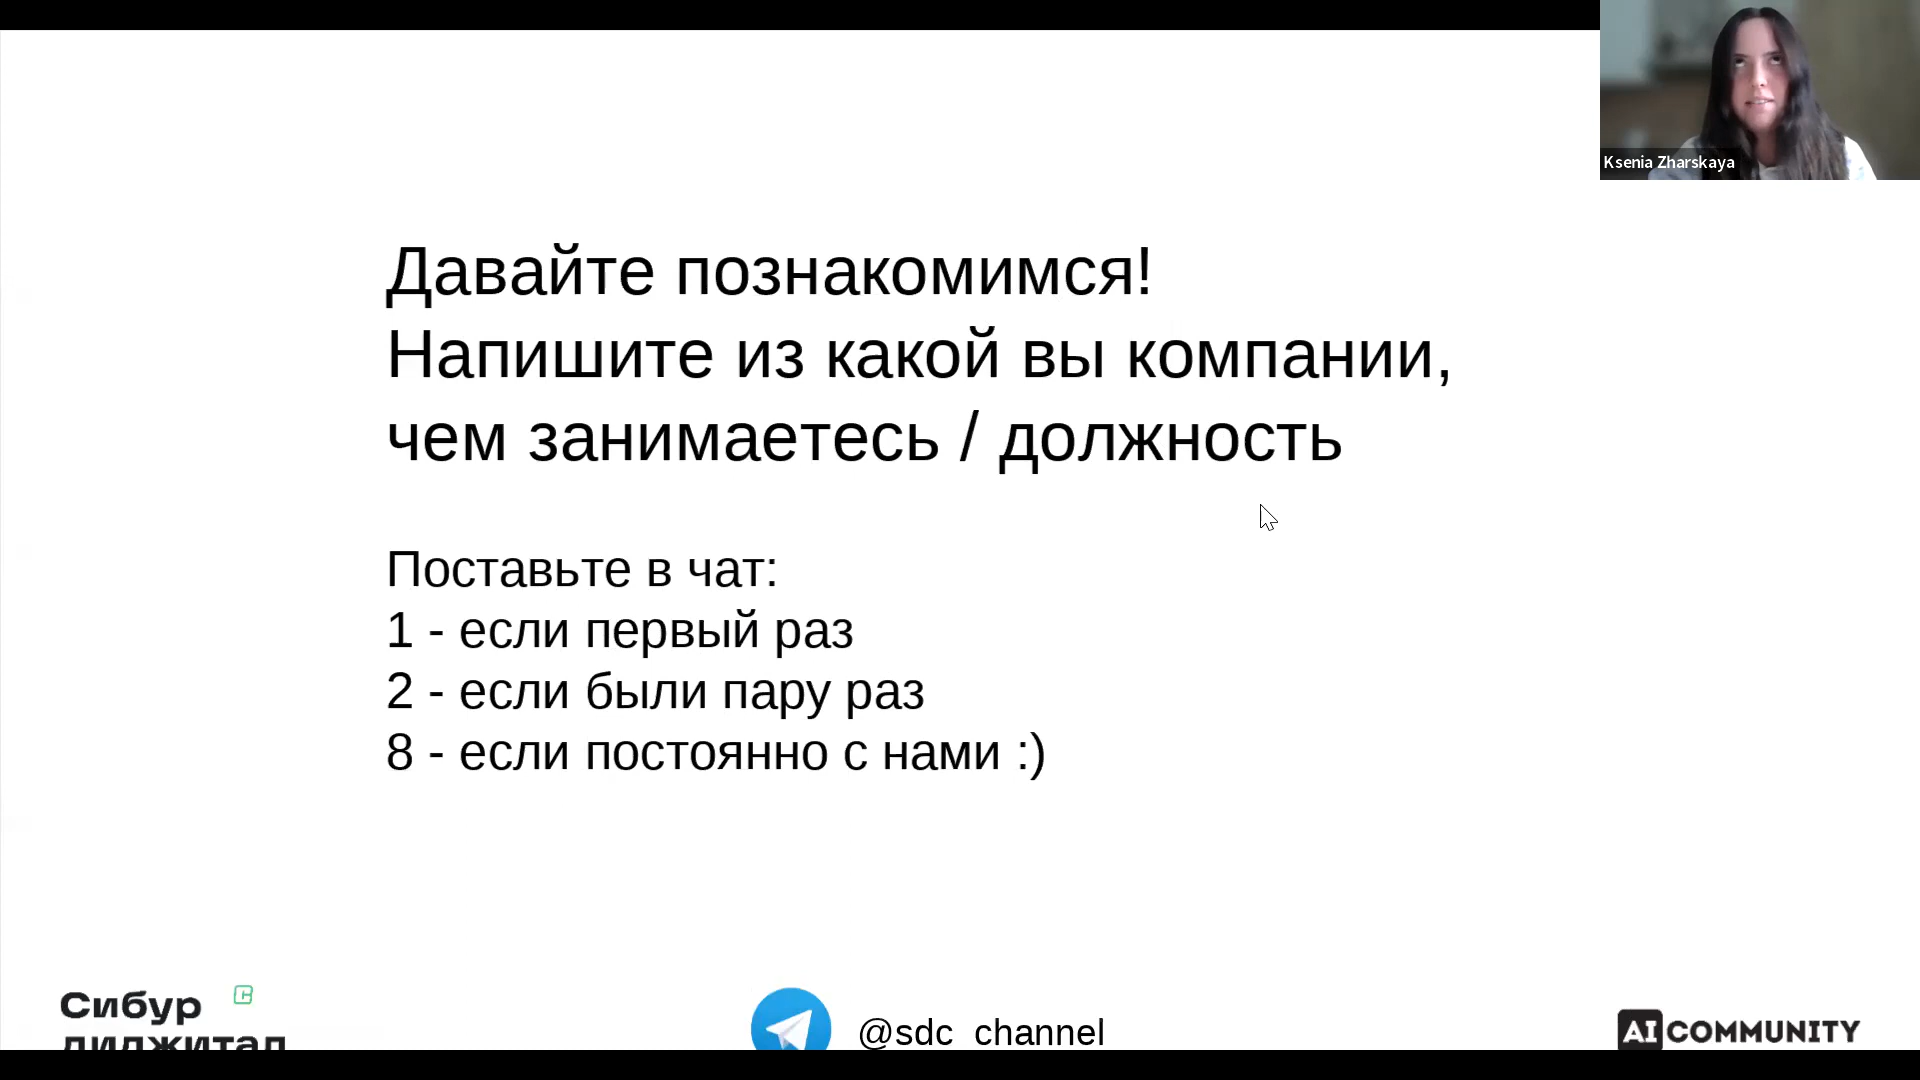 Ksenia Zharskaya
Давайте познакомимся!
Напишите из какой вы компании,
чем занимаетесь / должность
Поставьте в чат:
1 - если первый раз
2 - если были пару раз
8 - если постоянно с нами :)
Сибур
диджитал
@sdc_channel
AI COMMUNITY